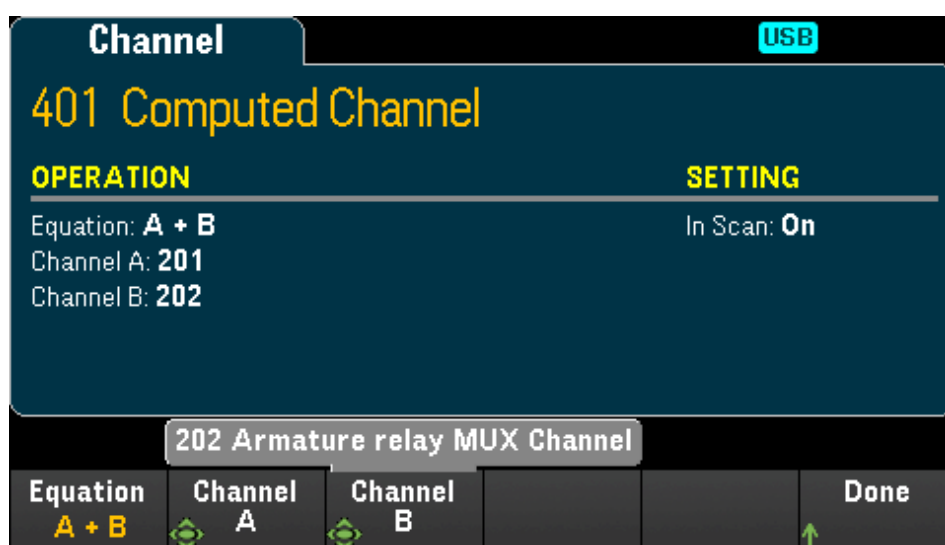 Channel
USB
401 Computed Channel
OPERATION
SETTING
Equation: A + B
In Scan: On
Channel A: 201
Channel B: 202
202 Armature relay MUX Channel
Equation
A + B
Channel
A
Channel
B
Done